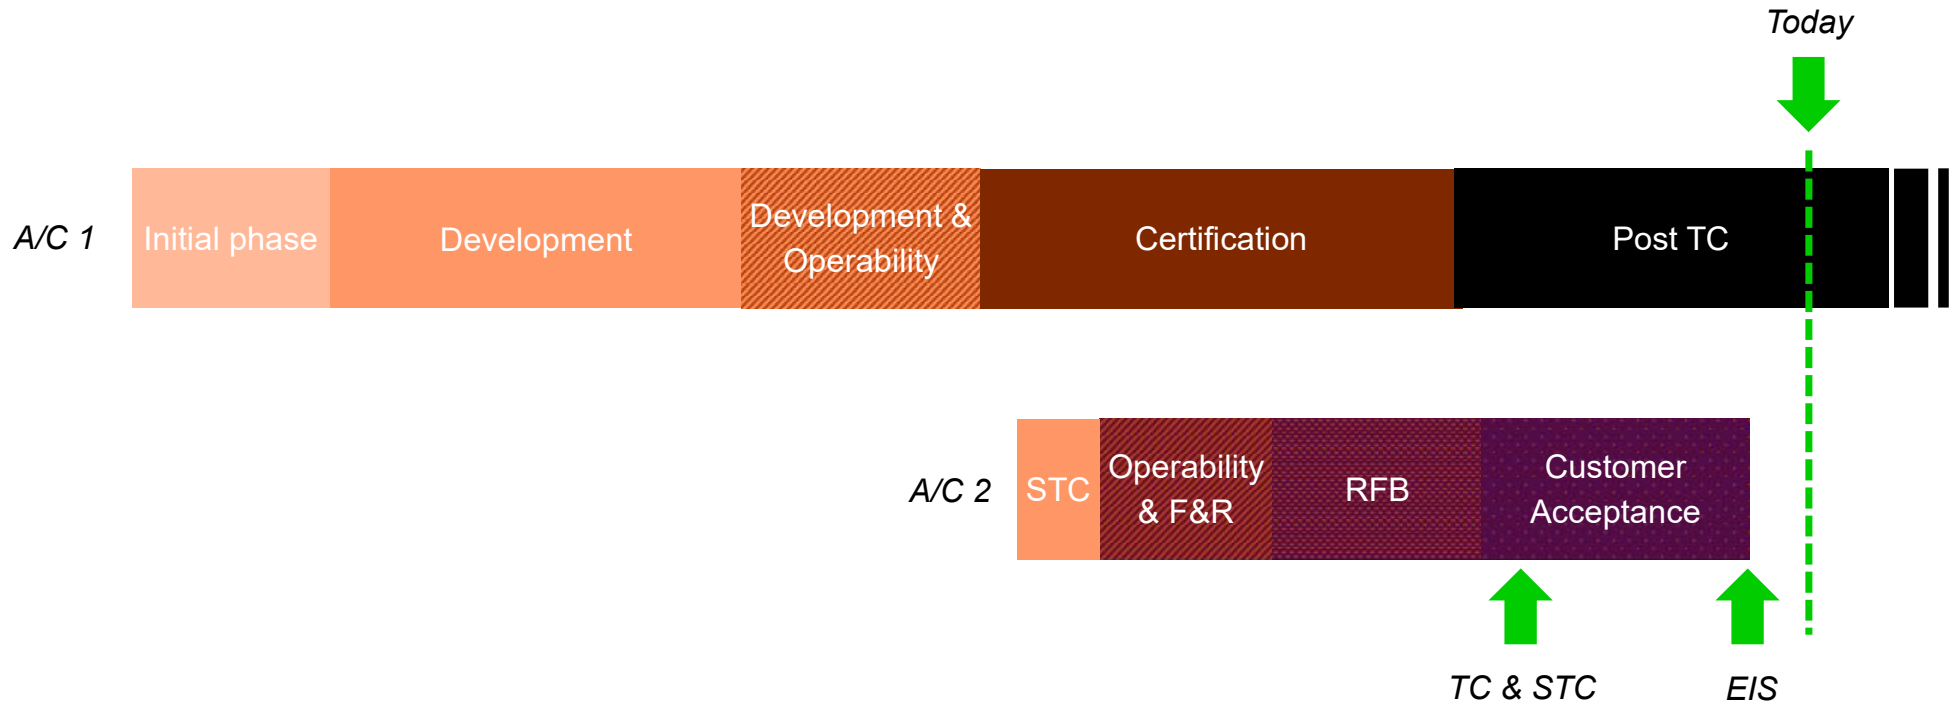 Today
A/C 1
Initial phase
Development
Development &
Operability
Certification
Post TC
A/C 2
STC
Operability
& F&R
RFB
Customer
Acceptance
TC & STC
EIS